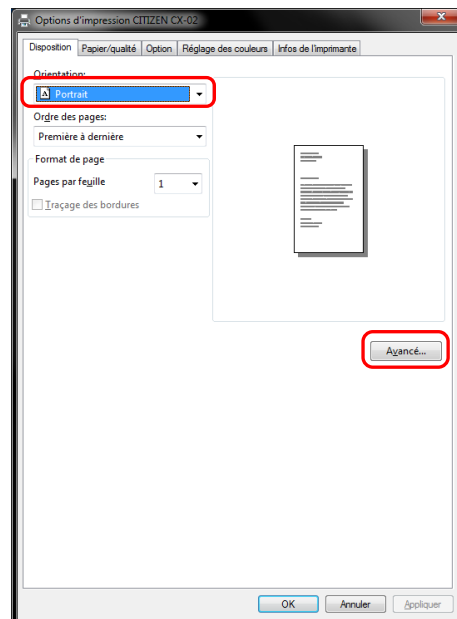 Options d'impression CITIZEN CX-02
Disposition Papier/qualité Option Réglage des couleurs Infos de l'imprimante
Orientation:
A Portrait
Ordre des pages:
Première à dernière
Format de page
Pages par feuille 1
Traçage des bordures
Avancé...
OK Annuler Appliquer